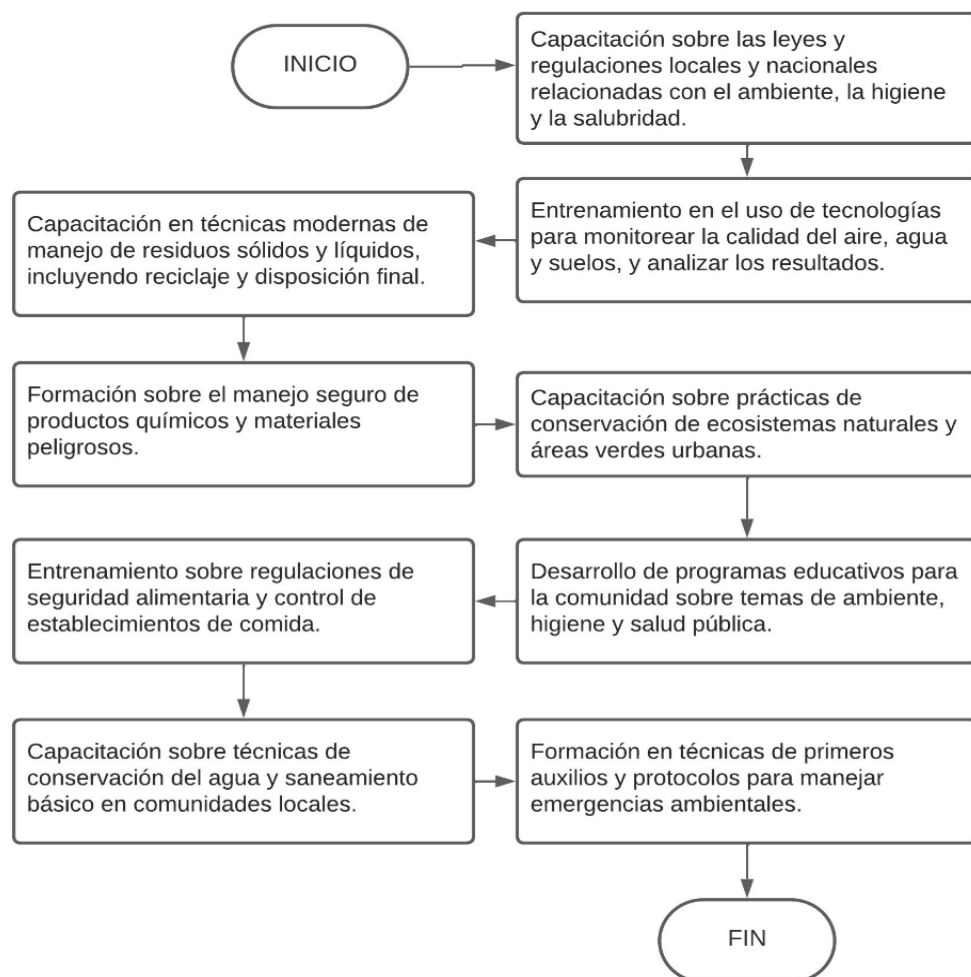 INICIO
Capacitación sobre las leyes y
regulaciones locales y nacionales
relacionadas con el ambiente, la higiene
y la salubridad.
Entrenamiento en el uso de tecnologías
para monitorear la calidad del aire, agua
y suelos, y analizar los resultados.
Capacitación en técnicas modernas de
manejo de residuos sólidos y líquidos,
incluyendo reciclaje y disposición final.
Formación sobre el manejo seguro de
productos químicos y materiales
peligrosos.
Capacitación sobre prácticas de
conservación de ecosistemas naturales y
áreas verdes urbanas.
Desarrollo de programas educativos para
la comunidad sobre temas de ambiente,
higiene y salud pública.
Entrenamiento sobre regulaciones de
seguridad alimentaria y control de
establecimientos de comida.
Capacitación sobre técnicas de
conservación del agua y saneamiento
básico en comunidades locales.
Formación en técnicas de primeros
auxilios y protocolos para manejar
emergencias ambientales.
FIN